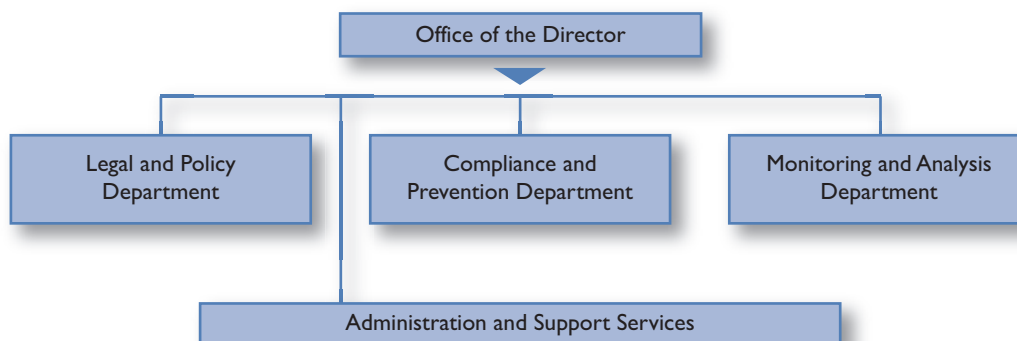 Office of the Director
Legal and Policy
Department
Compliance and
Prevention Department
Monitoring and Analysis
Department
Administration and Support Services